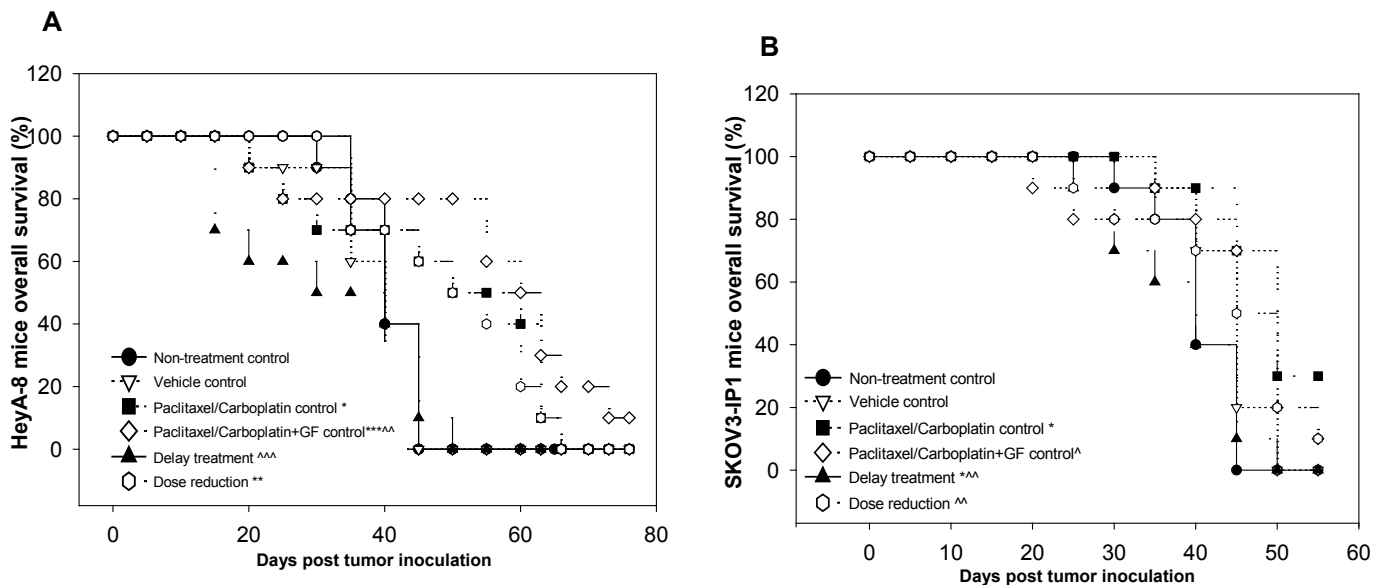 A
HeyA-8 mice overall survival (%)
120
100
80
60
40
20
0
Non-treatment control
Vehicle control
Paclitaxel/Carboplatin control *
Paclitaxel/Carboplatin+GF control***^^
Delay treatment ^^^
Dose reduction **
0 20 40 60 80
Days post tumor inoculation
B
SKOV3-IP1 mice overall survival (%)
120
100
80
60
40
20
0
Non-treatment control
Vehicle control
Paclitaxel/Carboplatin control *
Paclitaxel/Carboplatin+GF control^
Delay treatment *^^
Dose reduction ^^
0 10 20 30 40 50 60
Days post tumor inoculation